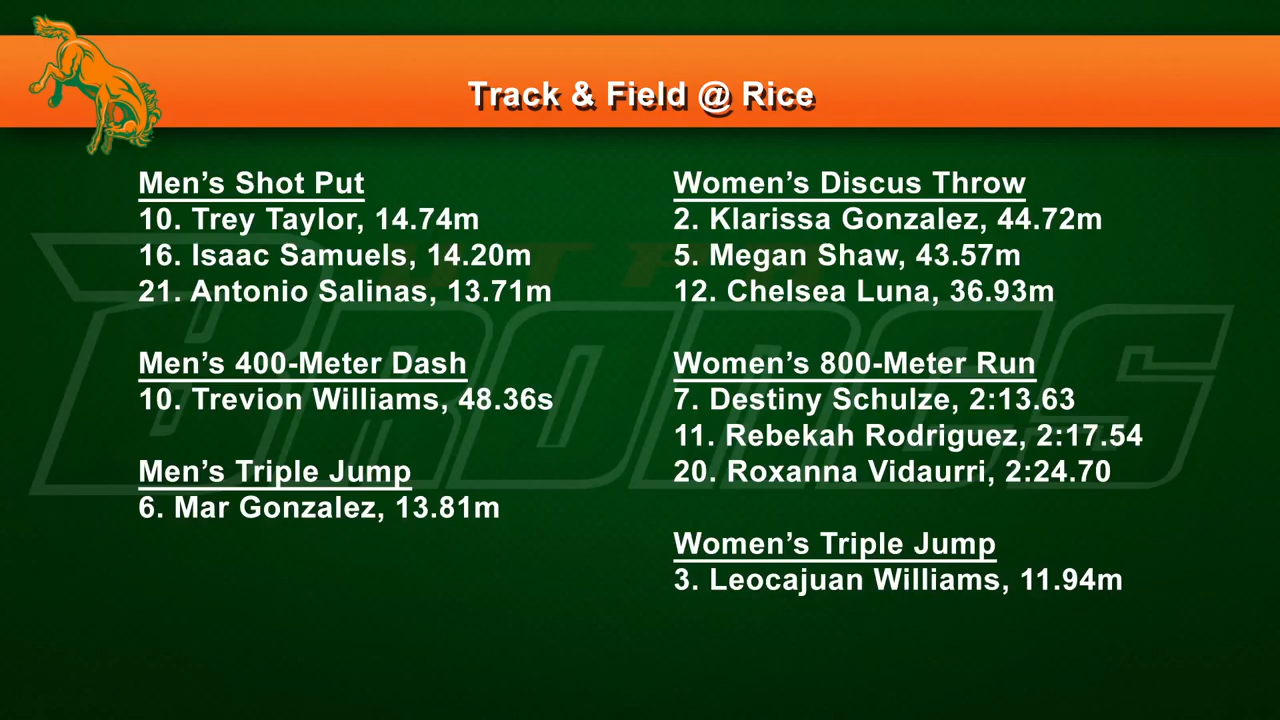 Track & Field @ Rice
Men's Shot Put
10. Trey Taylor, 14.74m
16. Isaac Samuels, 14.20m
21. Antonio Salinas, 13.71m
Men's 400-Meter Dash
10. Trevion Williams, 48.36s
Men's Triple Jump
6. Mar Gonzalez, 13.81m
Women's Discus Throw
2. Klarissa Gonzalez, 44.72m
5. Megan Shaw, 43.57m
12. Chelsea Luna, 36.93m
Women's 800-Meter Run
7. Destiny Schulze, 2:13.63
11. Rebekah Rodriguez, 2:17.54
20. Roxanna Vidaurri, 2:24.70
Women's Triple Jump
3. Leocajuan Williams, 11.94m
UTPA
BRONCS